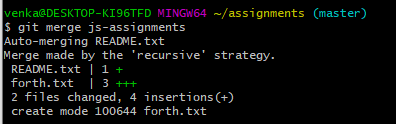 venka@DESKTOP-KI96TFD MINGW64 ~/assignments (master)
$ git merge js-assignments
Auto-merging README.txt
Merge made by the 'recursive' strategy.
 README.txt | 1 +
 forth.txt  | 3 +++
 2 files changed, 4 insertions(+)
 create mode 100644 forth.txt